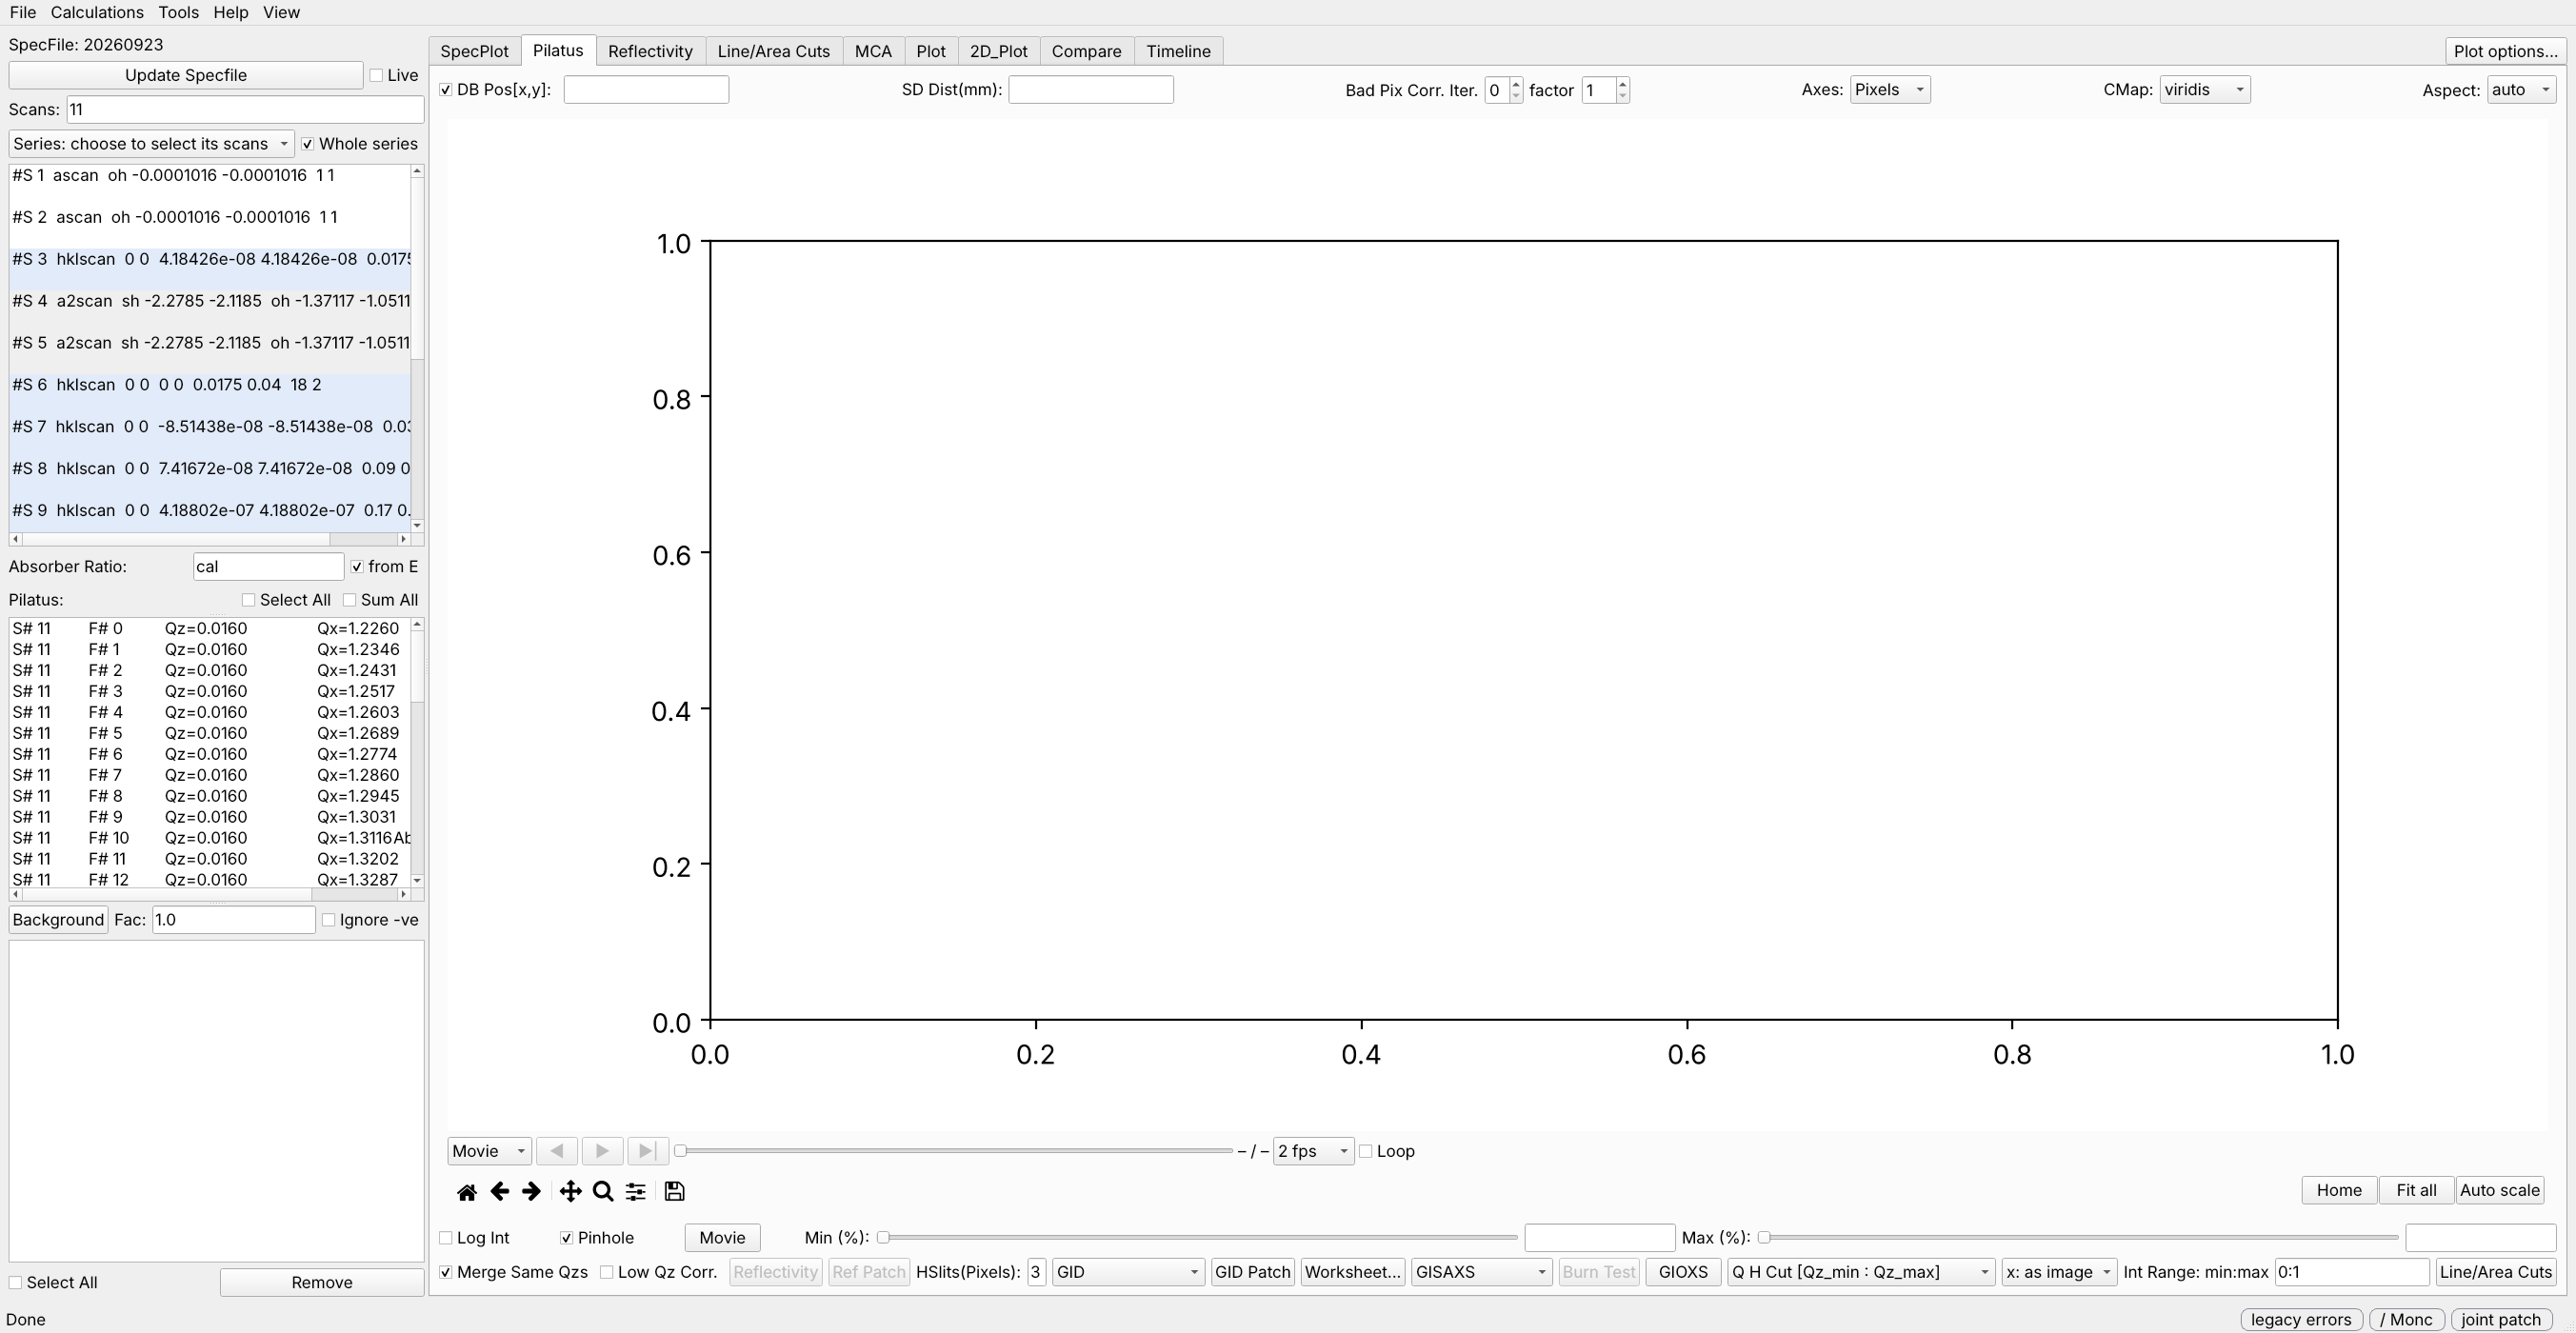 File Calculations Tools Help View
SpecFile: 20260923
Update Specfile Live
Scans: 11
Series: choose to select its scans Whole series
#S 1 ascan oh -0.0001016 -0.0001016 1 1
#S 2 ascan oh -0.0001016 -0.0001016 1 1
#S 3 hklscan 0 0 4.18426e-08 4.18426e-08 0.0175
#S 4 a2scan sh -2.2785 -2.1185 oh -1.37117 -1.0511
#S 5 a2scan sh -2.2785 -2.1185 oh -1.37117 -1.0511
#S 6 hklscan 0 0 0 0 0.0175 0.04 18 2
#S 7 hklscan 0 0 -8.51438e-08 -8.51438e-08 0.03
#S 8 hklscan 0 0 7.41672e-08 7.41672e-08 0.09 0
#S 9 hklscan 0 0 4.18802e-07 4.18802e-07 0.17 0.
Absorber Ratio: cal from E
Pilatus: Select All Sum All
S# 11 F# 0 Qz=0.0160 Qx=1.2260
S# 11 F# 1 Qz=0.0160 Qx=1.2346
S# 11 F# 2 Qz=0.0160 Qx=1.2431
S# 11 F# 3 Qz=0.0160 Qx=1.2517
S# 11 F# 4 Qz=0.0160 Qx=1.2603
S# 11 F# 5 Qz=0.0160 Qx=1.2689
S# 11 F# 6 Qz=0.0160 Qx=1.2774
S# 11 F# 7 Qz=0.0160 Qx=1.2860
S# 11 F# 8 Qz=0.0160 Qx=1.2945
S# 11 F# 9 Qz=0.0160 Qx=1.3031
S# 11 F# 10 Qz=0.0160 Qx=1.3116Ab
S# 11 F# 11 Qz=0.0160 Qx=1.3202
S# 11 F# 12 Qz=0.0160 Qx=1.3287
Background Fac: 1.0 Ignore -ve
Select All Remove
SpecPlot Pilatus Reflectivity Line/Area Cuts MCA Plot 2D_Plot Compare Timeline Plot options...
DB Pos[x,y]: SD Dist(mm): Bad Pix Corr. Iter. 0 factor 1 Axes: Pixels CMap: viridis Aspect: auto
1.0
0.8
0.6
0.4
0.2
0.0
0.0 0.2 0.4 0.6 0.8 1.0
Movie – / – 2 fps Loop
Home Fit all Auto scale
Log Int Pinhole Movie Min (%): Max (%):
Merge Same Qzs Low Qz Corr. Reflectivity Ref Patch HSlits(Pixels): 3 GID GID Patch Worksheet... GISAXS Burn Test GIOXS Q H Cut [Qz_min : Qz_max] x: as image Int Range: min:max 0:1 Line/Area Cuts
Done legacy errors / Monc joint patch